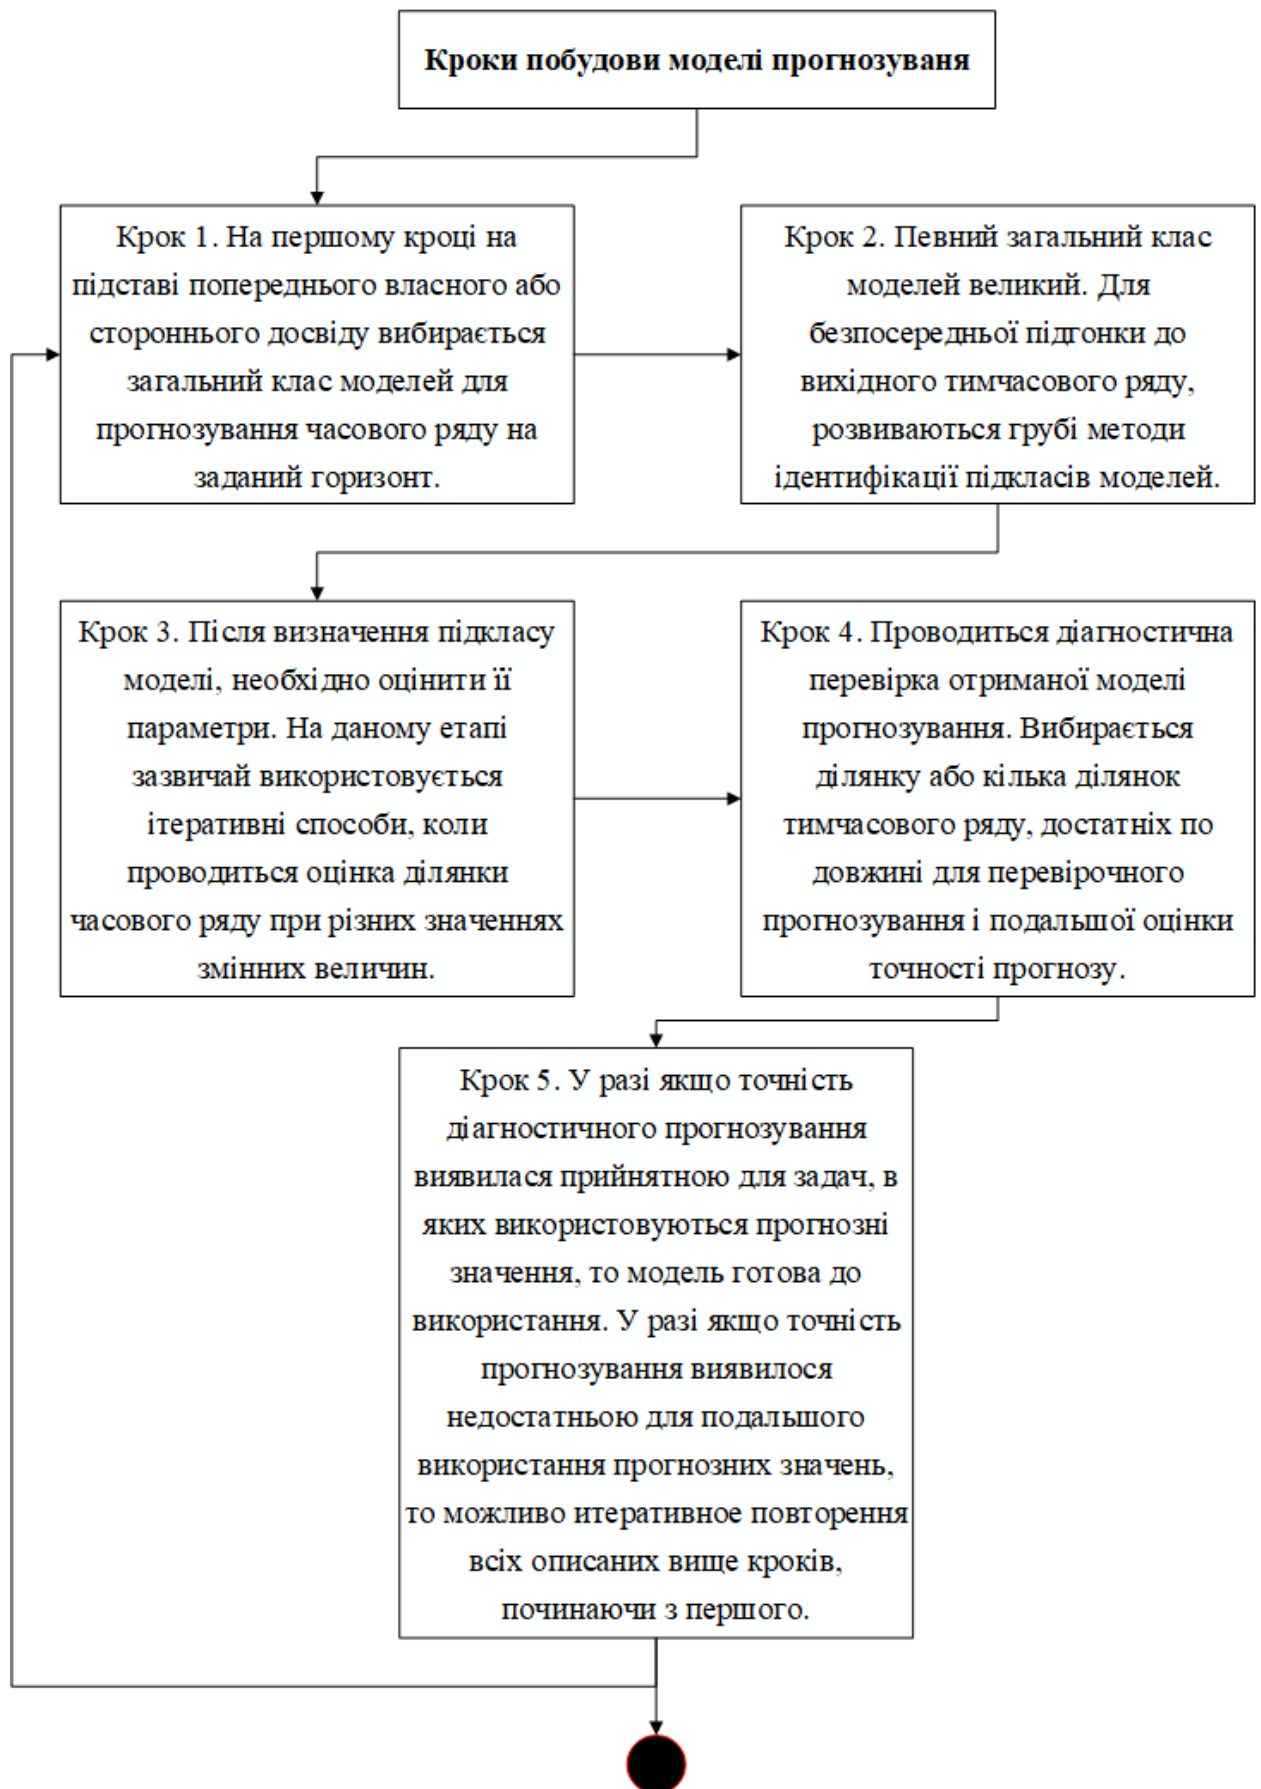 Кроки побудови моделі прогнозуваня
Крок 1. На першому кроці на
підставі попереднього власного або
стороннього досвіду вибирається
загальний клас моделей для
прогнозування часового ряду на
заданий горизонт.
Крок 2. Певний загальний клас
моделей великий. Для
безпосередньої підгонки до
вихідного тимчасового ряду,
розвиваються грубі методи
ідентифікації підкласів моделей.
Крок 3. Після визначення підкласу
моделі, необхідно оцінити її
параметри. На даному етапі
зазвичай використовується
ітеративні способи, коли
проводиться оцінка ділянки
часового ряду при різних значеннях
змінних величин.
Крок 4. Проводиться діагностична
перевірка отриманої моделі
прогнозування. Вибирається
ділянку або кілька ділянок
тимчасового ряду, достатніх по
довжині для перевірочного
прогнозування і подальшої оцінки
точності прогнозу.
Крок 5. У разі якщо точність
діагностичного прогнозування
виявилася прийнятною для задач, в
яких використовуються прогнозні
значення, то модель готова до
використання. У разі якщо точність
прогнозування виявилося
недостатньою для подальшого
використання прогнозних значень,
то можливо итеративное повторення
всіх описаних вище кроків,
починаючи з першого.